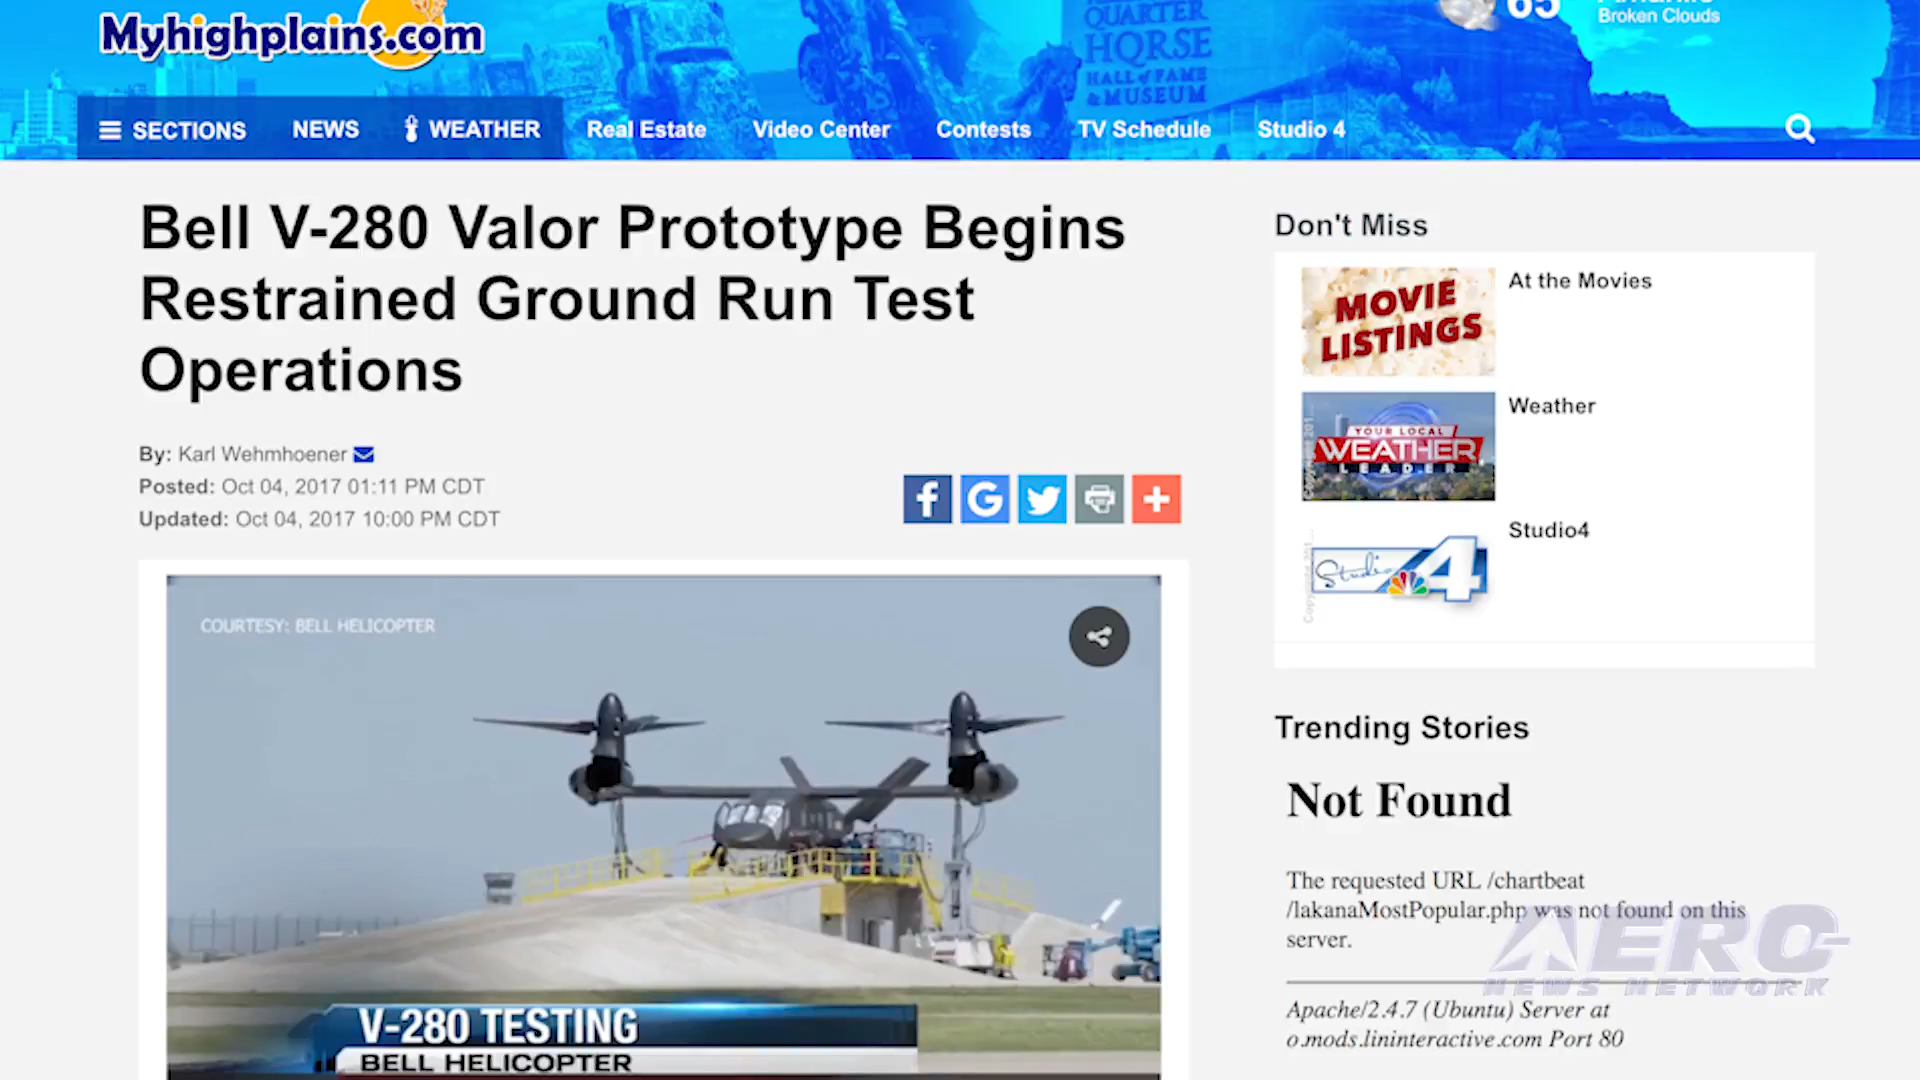 Myhighplains.com
QUARTER
HORSE
HALL of FAME
& MUSEUM
65
Broken Clouds
SECTIONS
NEWS
WEATHER
Real Estate
Video Center
Contests
TV Schedule
Studio 4
Bell V-280 Valor Prototype Begins
Restrained Ground Run Test
Operations
By: Karl Wehmhoener
Posted: Oct 04, 2017 01:11 PM CDT
Updated: Oct 04, 2017 10:00 PM CDT
COURTESY: BELL HELICOPTER
V-280 TESTING
BELL HELICOPTER
Don't Miss
MOVIE
LISTINGS
At the Movies
YOUR LOCAL
WEATHER
LEADER
Weather
Studio 4
Studio4
Trending Stories
Not Found
The requested URL /chartbeat
/lakanaMostPopular.php was not found on this
server.
Apache/2.4.7 (Ubuntu) Server at
o.mods.lininteractive.com Port 80
AERO-
NEWS NETWORK